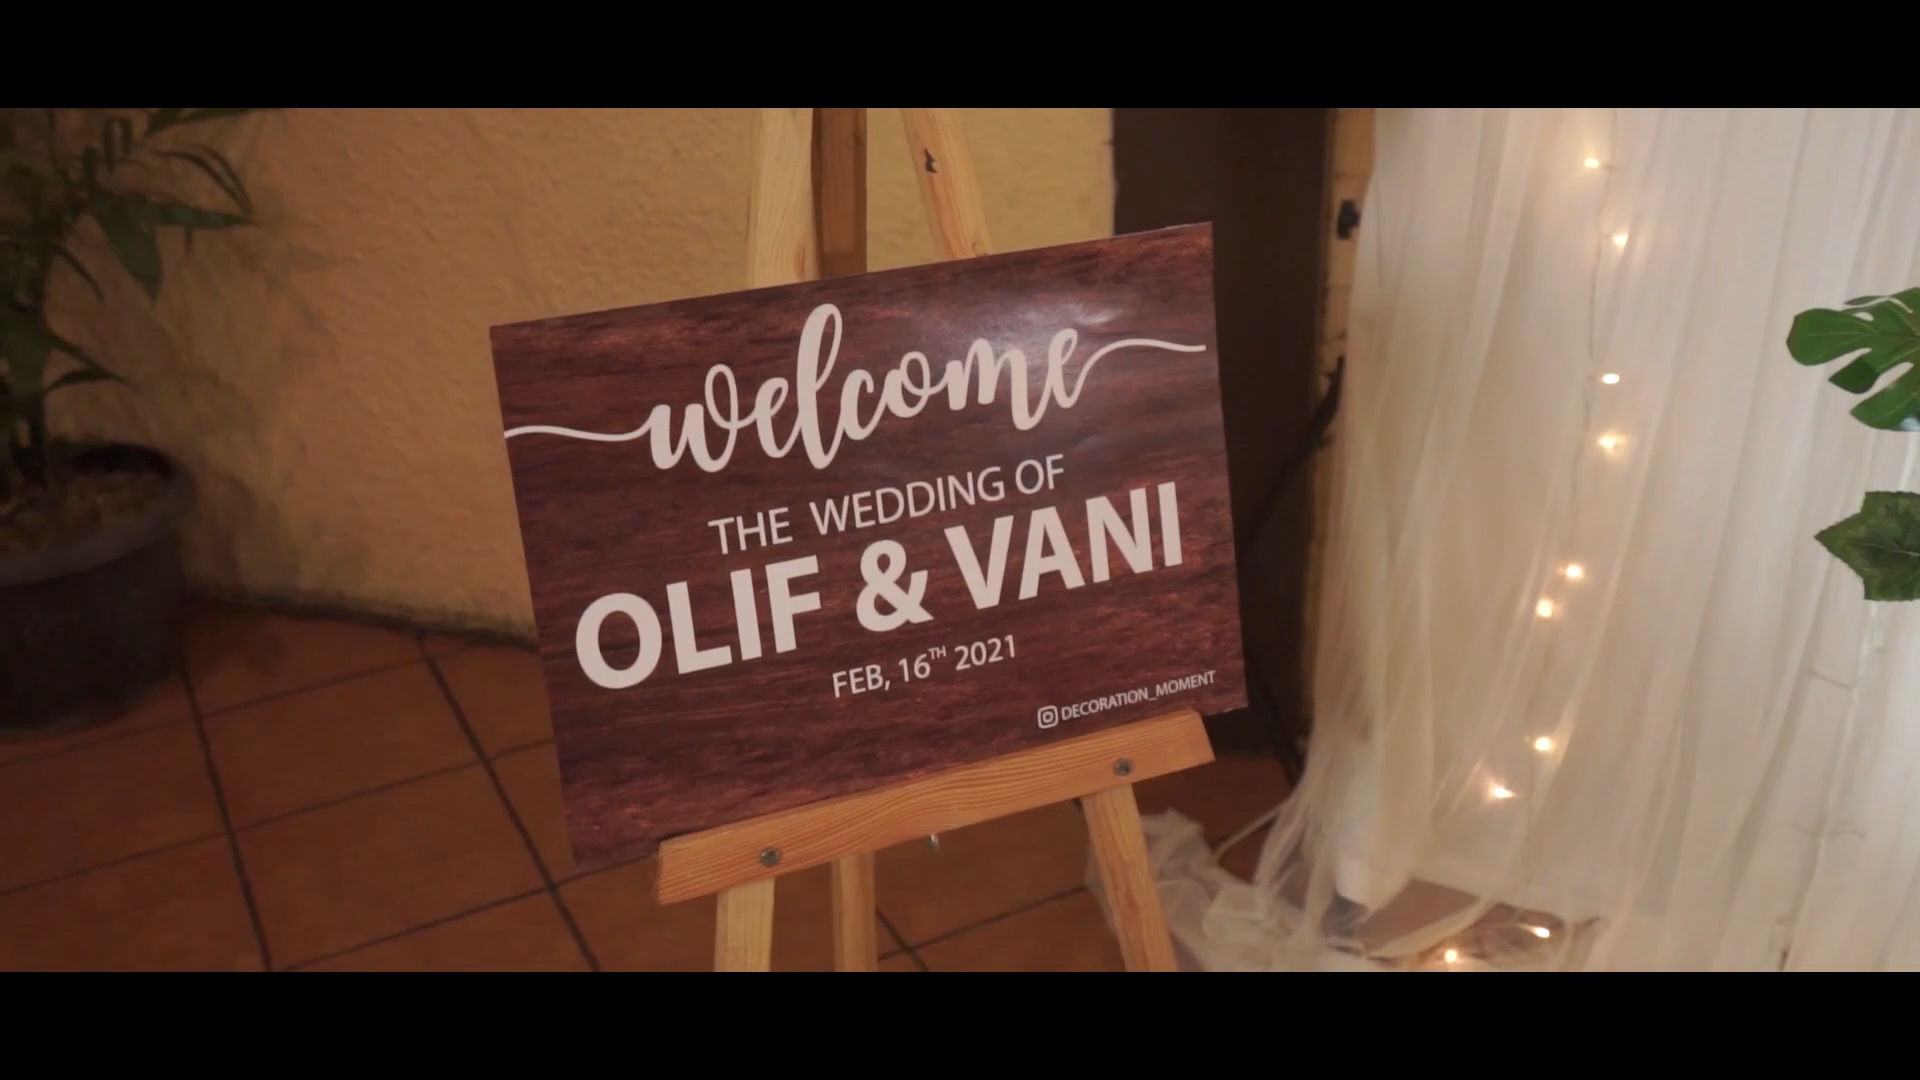 welcome
THE WEDDING OF
OLIF & VANI
FEB, 16TH 2021
DECORATION_MOMENT